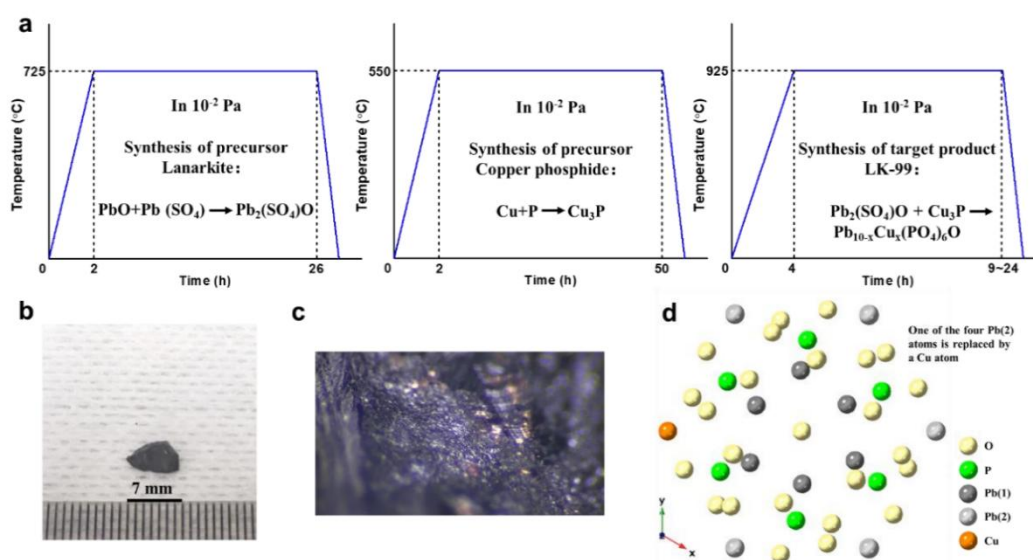 a
725
Temperature (°C)
In 10⁻² Pa
Synthesis of precursor
Lanarkite:
PbO+Pb (SO₄) → Pb₂(SO₄)O
0
2
26
Time (h)
550
Temperature (°C)
In 10⁻² Pa
Synthesis of precursor
Copper phosphide:
Cu+P → Cu₃P
0
2
50
Time (h)
925
Temperature (°C)
In 10⁻² Pa
Synthesis of target product
LK-99:
Pb₂(SO₄)O + Cu₃P →
Pb₁₀₋ₓCuₓ(PO₄)₆O
0
4
9~24
Time (h)
b
7 mm
c
d
One of the four Pb(2)
atoms is replaced by
a Cu atom
O
P
Pb(1)
Pb(2)
Cu
y
x